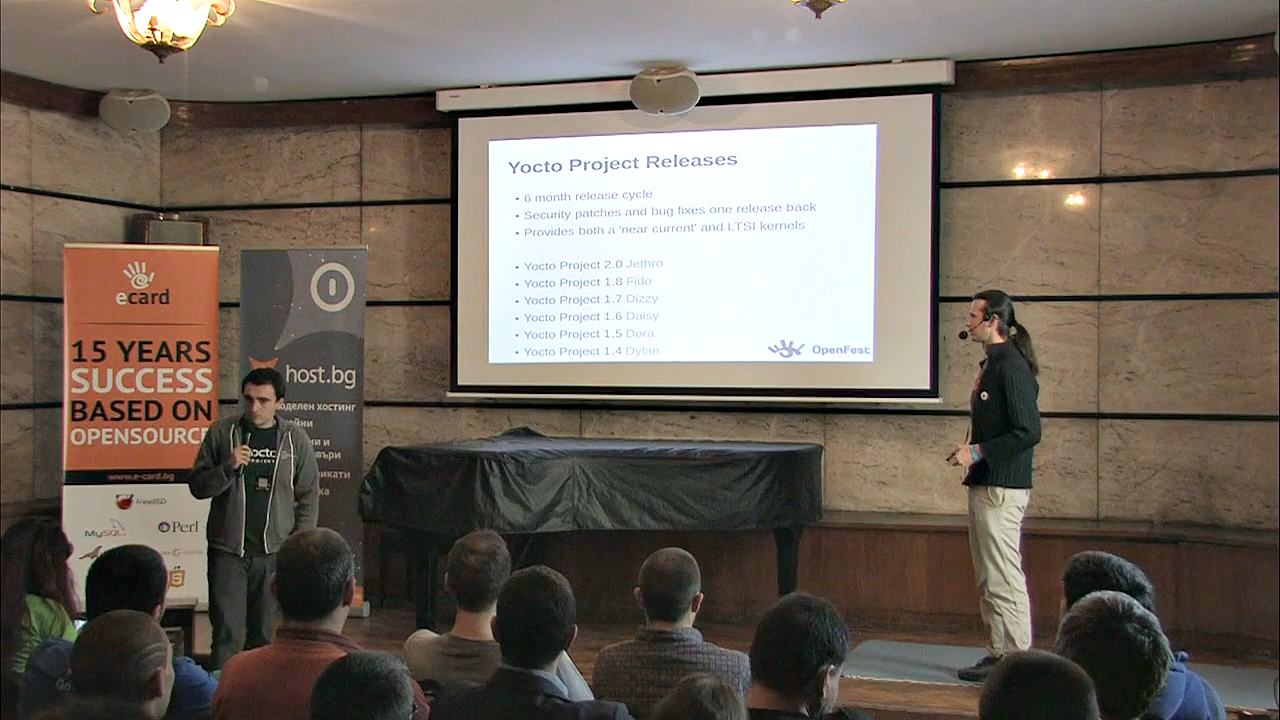 Yocto Project Releases
• 6 month release cycle
• Security patches and bug fixes one release back
• Provides both a 'near current' and LTSI kernels
• Yocto Project 2.0 Jethro
• Yocto Project 1.8 Fido
• Yocto Project 1.7 Dizzy
• Yocto Project 1.6 Daisy
• Yocto Project 1.5 Dora
• Yocto Project 1.4 Dylan
OpenFest
ecard
15 YEARS
SUCCESS
BASED ON
OPENSOURCE
www.e-card.bg
FreeBSD
MySQL
Perl
host.bg
хостинг